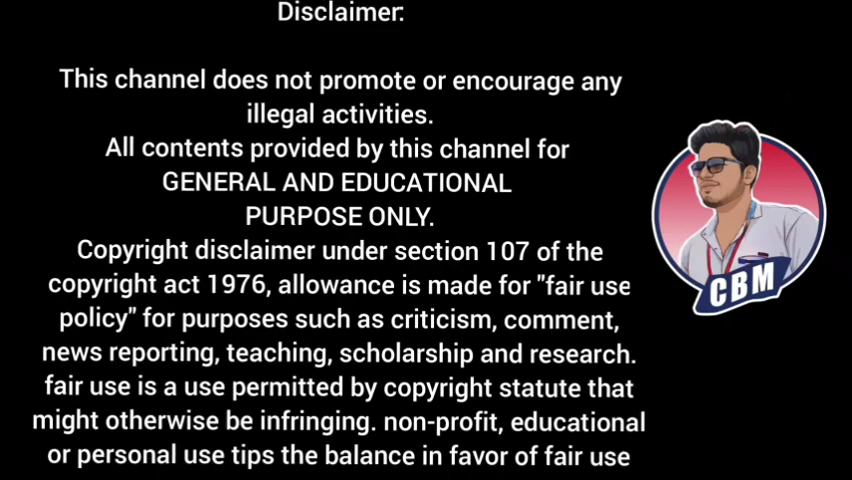 Disclaimer:
This channel does not promote or encourage any
illegal activities.
All contents provided by this channel for
GENERAL AND EDUCATIONAL
PURPOSE ONLY.
Copyright disclaimer under section 107 of the
copyright act 1976, allowance is made for "fair use
policy" for purposes such as criticism, comment,
news reporting, teaching, scholarship and research.
fair use is a use permitted by copyright statute that
might otherwise be infringing. non-profit, educational
or personal use tips the balance in favor of fair use
CBM